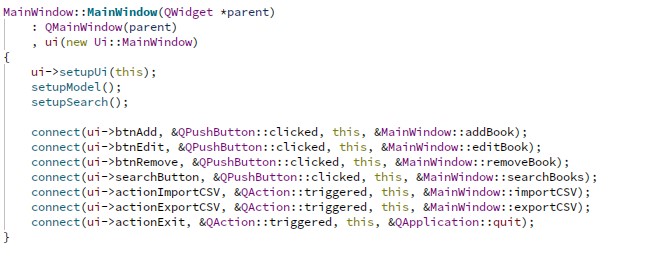 MainWindow::MainWindow(QWidget *parent)
    : QMainWindow(parent)
    , ui(new Ui::MainWindow)
{
    ui->setupUi(this);
    setupModel();
    setupSearch();

    connect(ui->btnAdd, &QPushButton::clicked, this, &MainWindow::addBook);
    connect(ui->btnEdit, &QPushButton::clicked, this, &MainWindow::editBook);
    connect(ui->btnRemove, &QPushButton::clicked, this, &MainWindow::removeBook);
    connect(ui->searchButton, &QPushButton::clicked, this, &MainWindow::searchBooks);
    connect(ui->actionImportCSV, &QAction::triggered, this, &MainWindow::importCSV);
    connect(ui->actionExportCSV, &QAction::triggered, this, &MainWindow::exportCSV);
    connect(ui->actionExit, &QAction::triggered, this, &QApplication::quit);
}